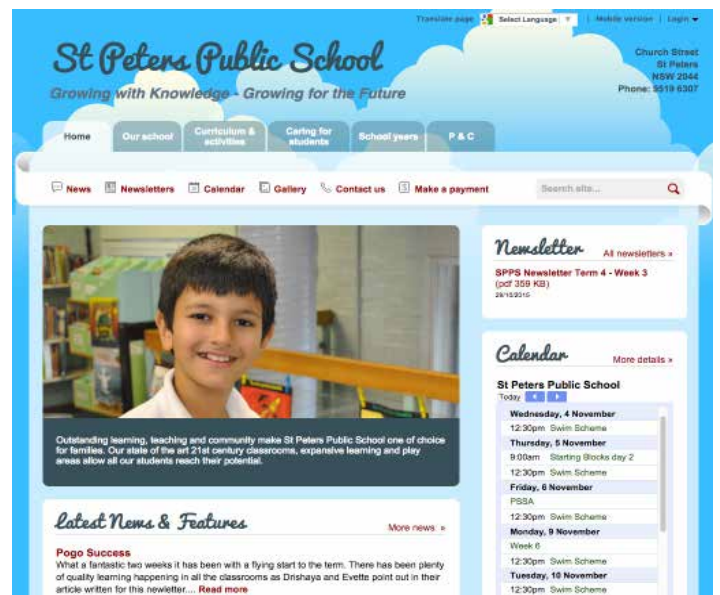 Translate page Select Language ▼ | Mobile version | Login
St Peters Public School
Growing with Knowledge - Growing for the Future
Church Street
St Peters
NSW 2044
Phone: 9519 6307
Home
Our school
Curriculum &
activities
Caring for
students
School years
P & C
News
Newsletters
Calendar
Gallery
Contact us
Make a payment
Search site...
Outstanding learning, teaching and community make St Peters Public School one of choice
for families. Our state of the art 21st century classrooms, expansive learning and play
areas allow all our students reach their potential.
Latest News & Features
More news »
Pogo Success
What a fantastic two weeks it has been with a flying start to the term. There has been plenty
of quality learning happening in all the classrooms as Drishaya and Evette point out in their
article written for this newletter.... Read more
Newsletter
All newsletters »
SPPS Newsletter Term 4 - Week 3
(pdf 359 KB)
29/10/2015
Calendar
More details »
St Peters Public School
Today
Wednesday, 4 November
12:30pm Swim Scheme
Thursday, 5 November
9:00am Starting Blocks day 2
12:30pm Swim Scheme
Friday, 6 November
PSSA
12:30pm Swim Scheme
Monday, 9 November
Week 6
12:30pm Swim Scheme
Tuesday, 10 November
12:30pm Swim Scheme